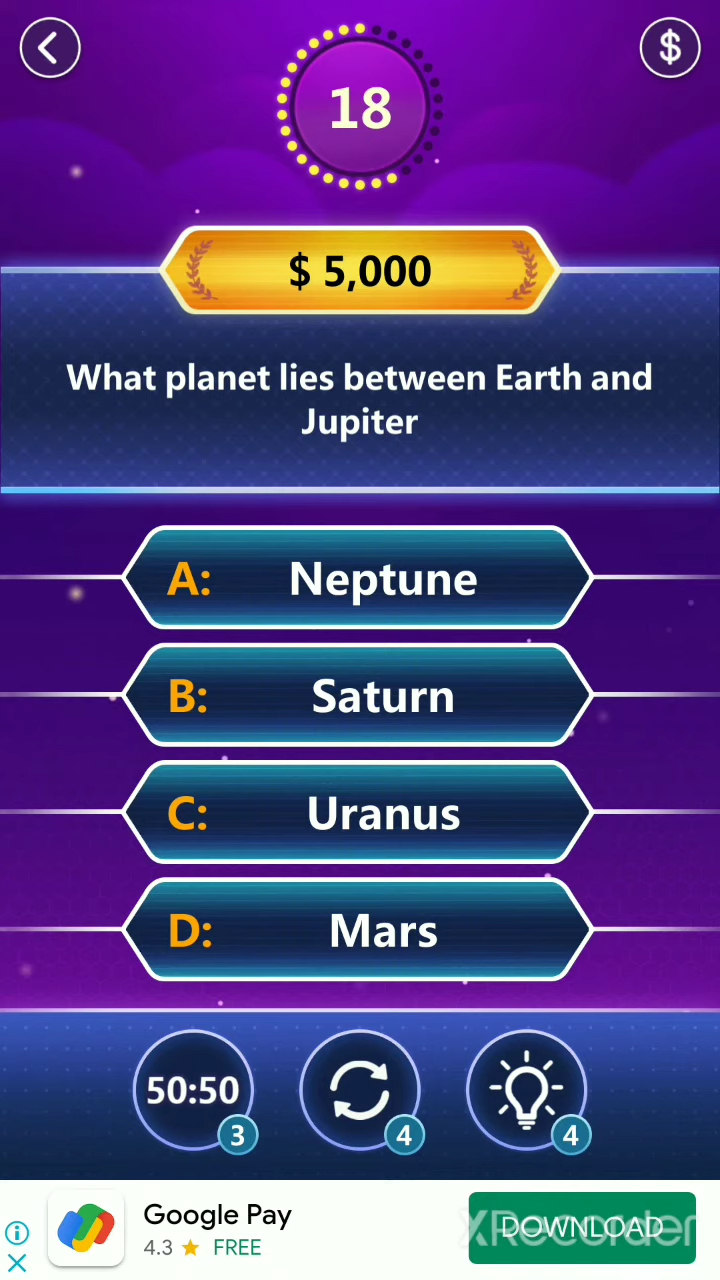 $
18
$ 5,000
What planet lies between Earth and
Jupiter
A: Neptune
B: Saturn
C: Uranus
D: Mars
50:50
3
4
4
Google Pay
4.3 ★ FREE
DOWNLOAD
XRecorder